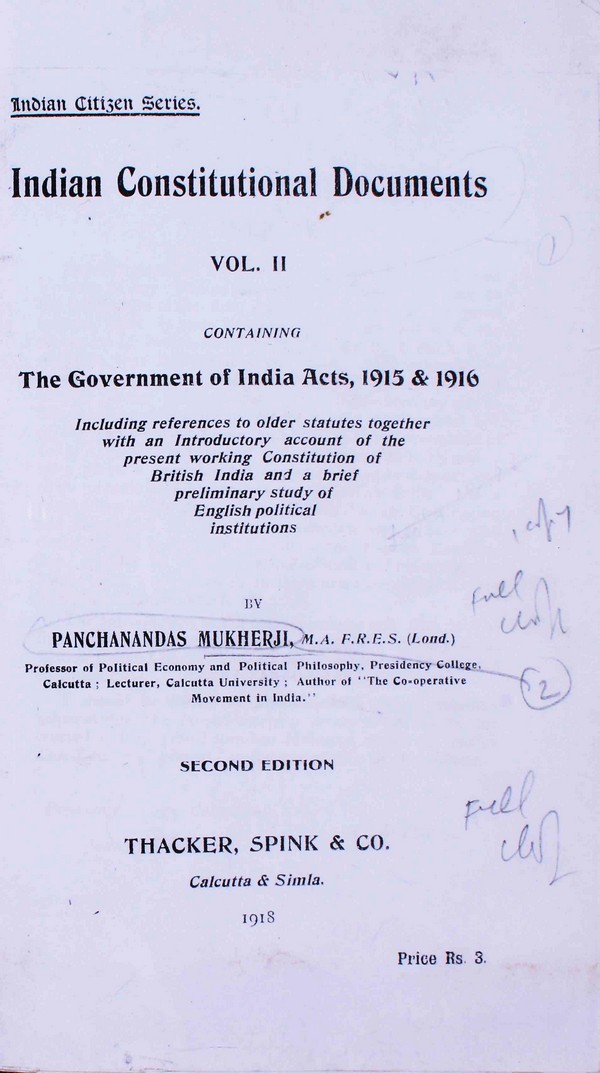 Indian Citizen Series.
Indian Constitutional Documents
VOL. II
CONTAINING
The Government of India Acts, 1915 & 1916
Including references to older statutes together
with an Introductory account of the
present working Constitution of
British India and a brief
preliminary study of
English political
institutions
copy
Full
BY
PANCHANANDAS MUKHERJI, M.A. F.R.E.S. (Lond.)
Professor of Political Economy and Political Philosophy, Presidency College,
Calcutta ; Lecturer, Calcutta University ; Author of "The Co-operative
Movement in India."
2
SECOND EDITION
Full
THACKER, SPINK & CO.
Calcutta & Simla.
1918
Price Rs. 3.